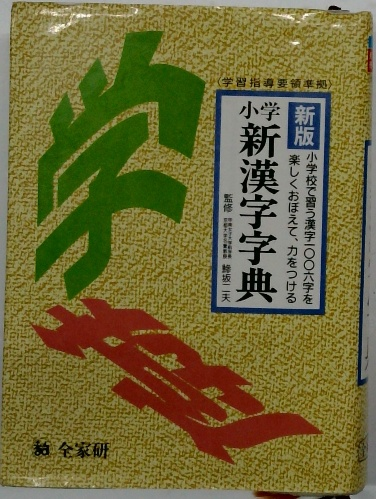 〈学習指導要領準拠〉
新版
小学校で習う漢字一〇〇六字を
楽しくおぼえて、力をつける
小学
新漢字字典
監修
鰺坂二夫
学
全家研